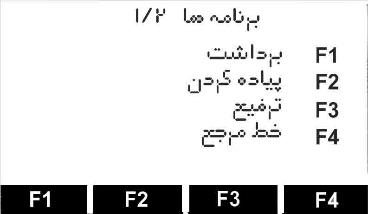 برنامه ها ۱/۲
برداشت F1
پیاده کردن F2
ترفیع F3
خط مرجع F4
F1 F2 F3 F4